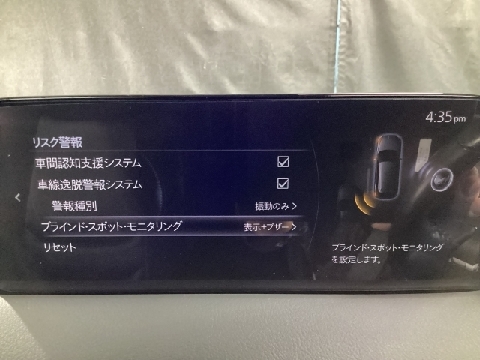 4:35pm
リスク警報
車間認知支援システム
車線逸脱警報システム
警報種別 振動のみ
ブラインド・スポット・モニタリング 表示+ブザー
リセット
ブラインド・スポット・モニタリング
を設定します。